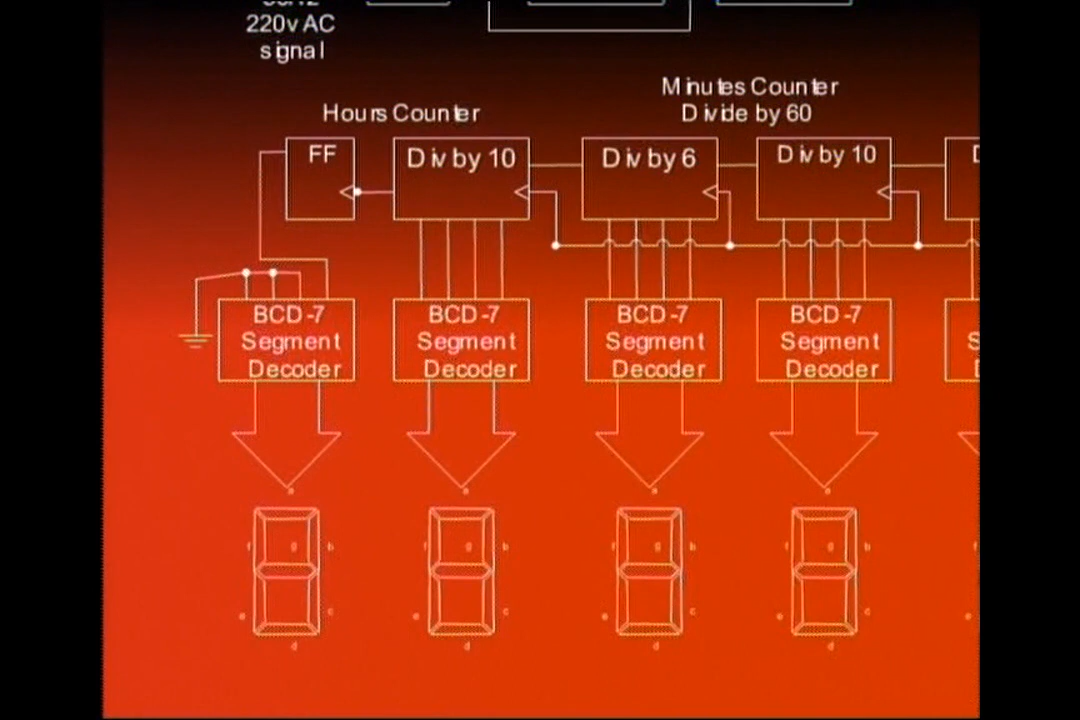 220v AC
signal
Minutes Counter
Hours Counter
Divide by 60
FF
Div by 10
Div by 6
Div by 10
BCD-7
Segment
Decoder
BCD-7
Segment
Decoder
BCD-7
Segment
Decoder
BCD-7
Segment
Decoder
a
f
g
b
e
c
d
a
f
g
b
e
c
d
a
f
g
b
e
c
d
a
f
g
b
e
c
d